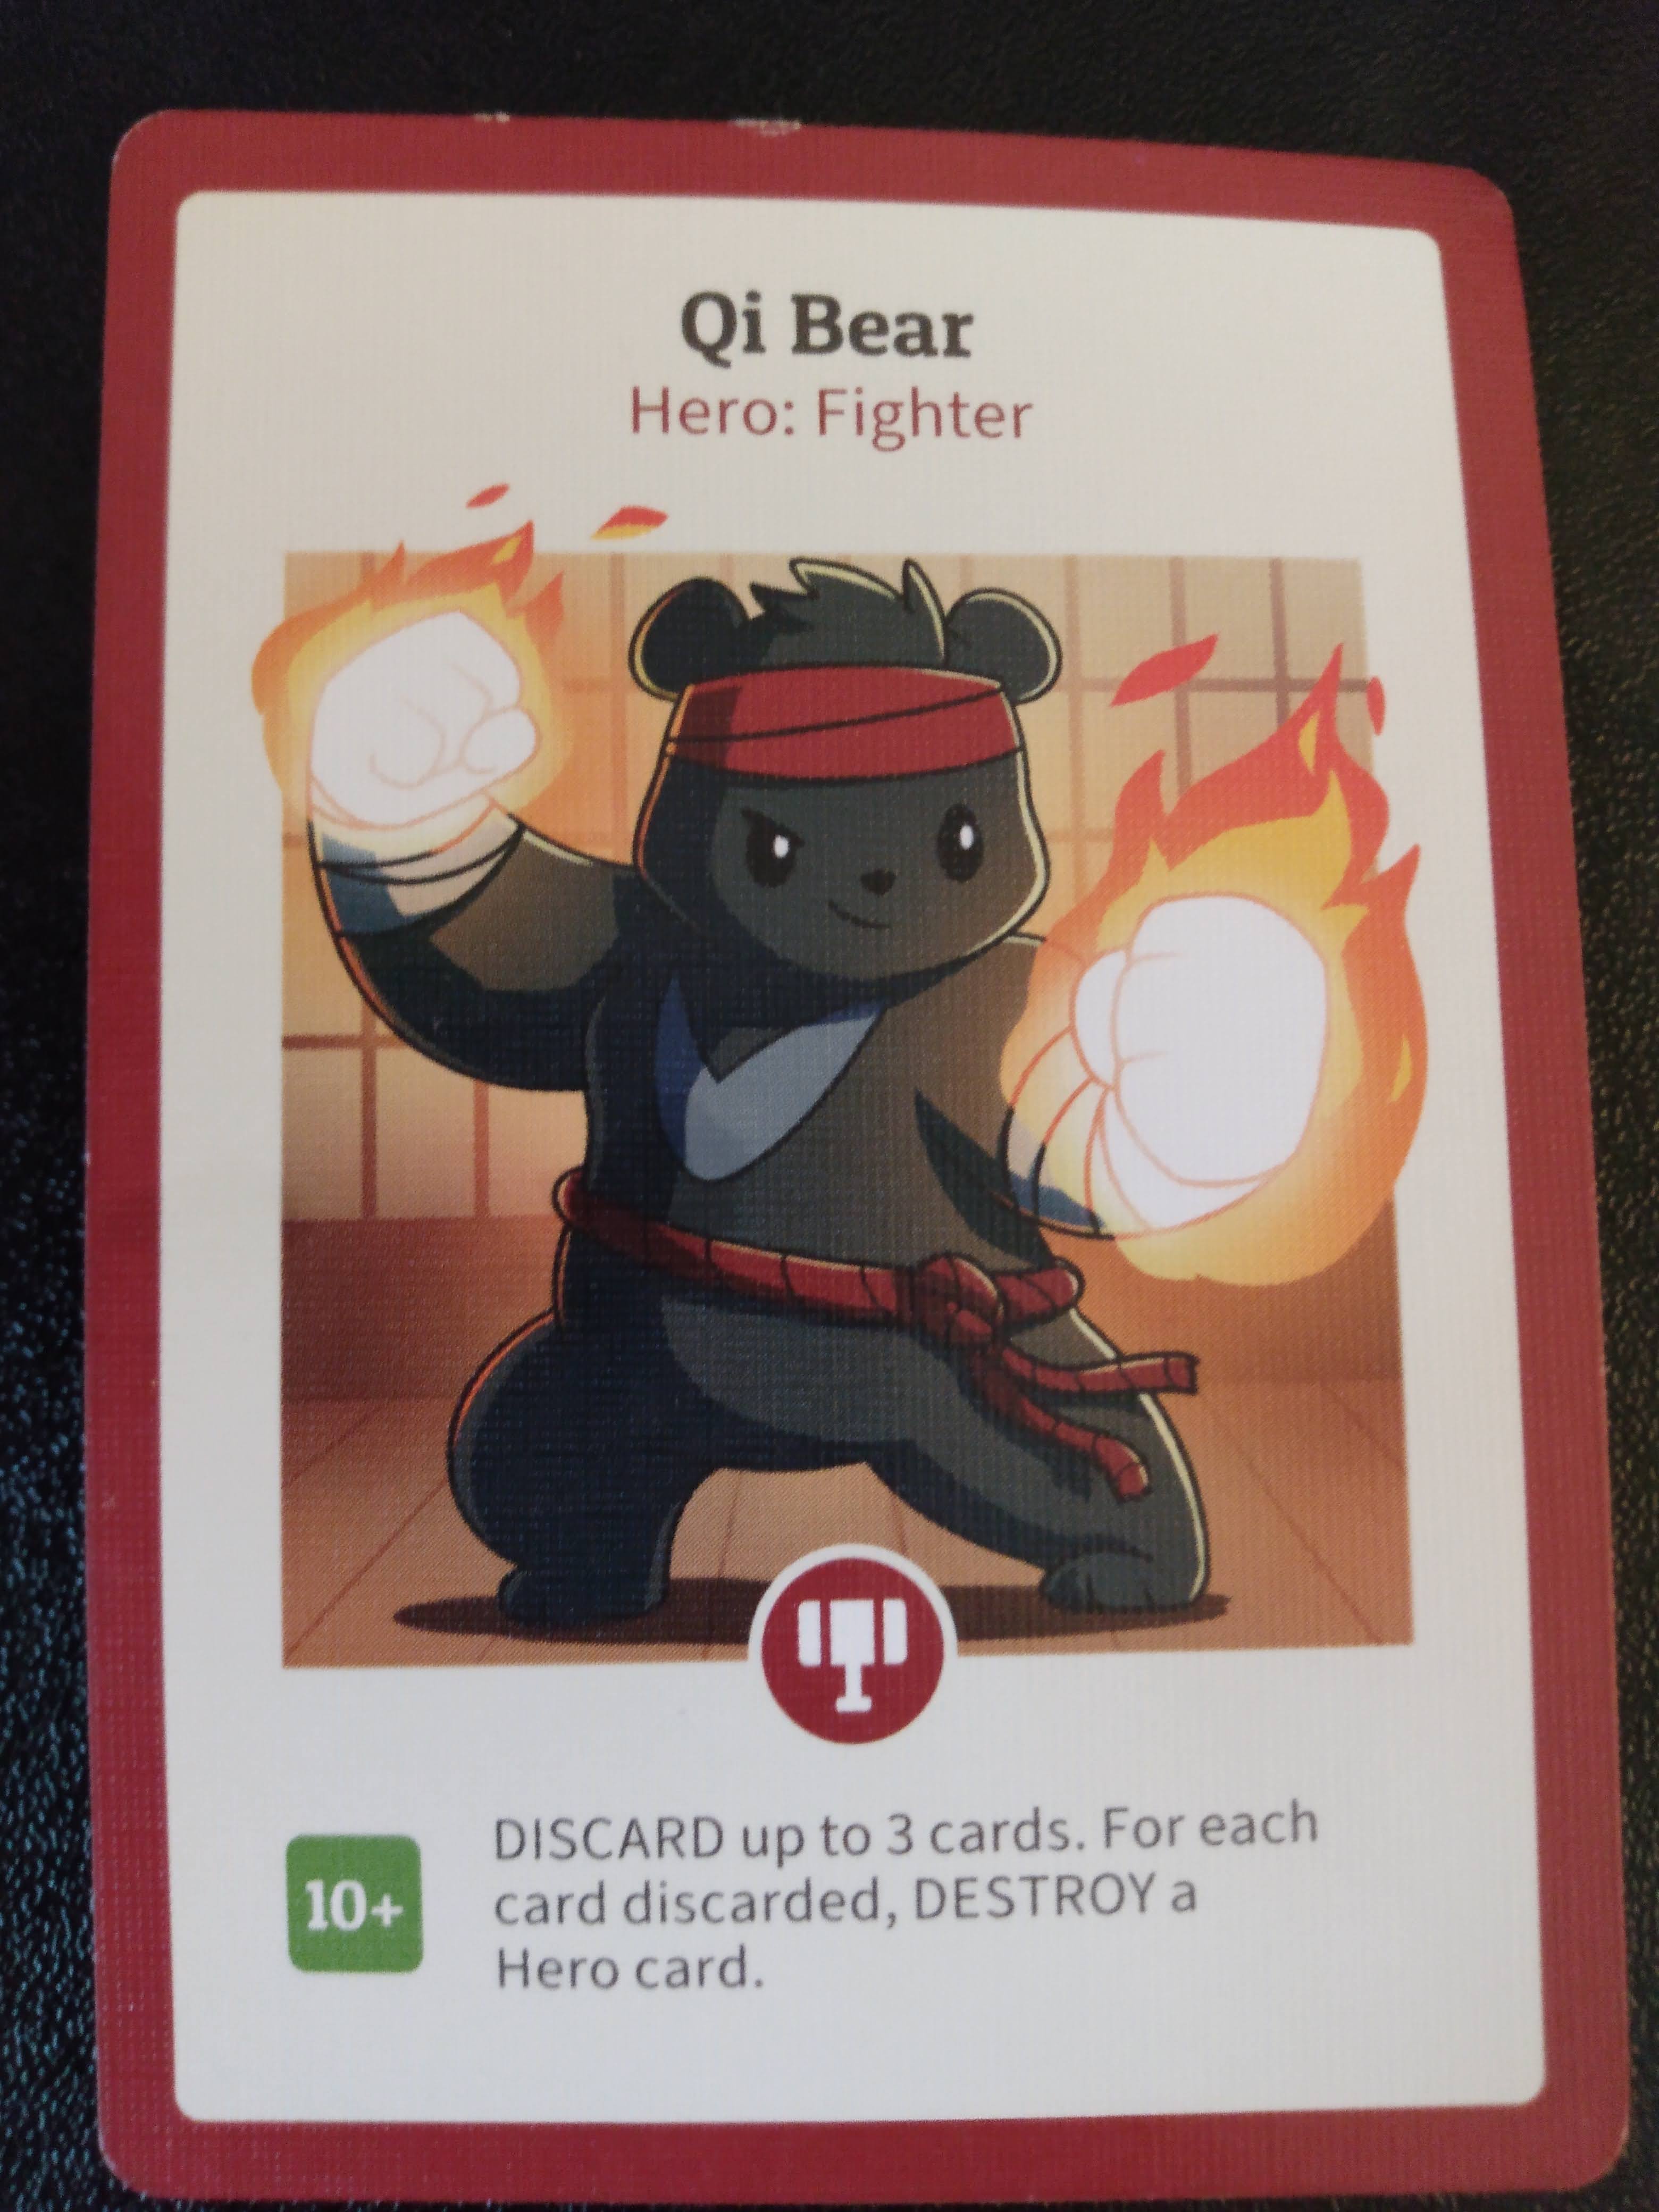 Qi Bear
Hero: Fighter
10+
DISCARD up to 3 cards. For each
card discarded, DESTROY a
Hero card.